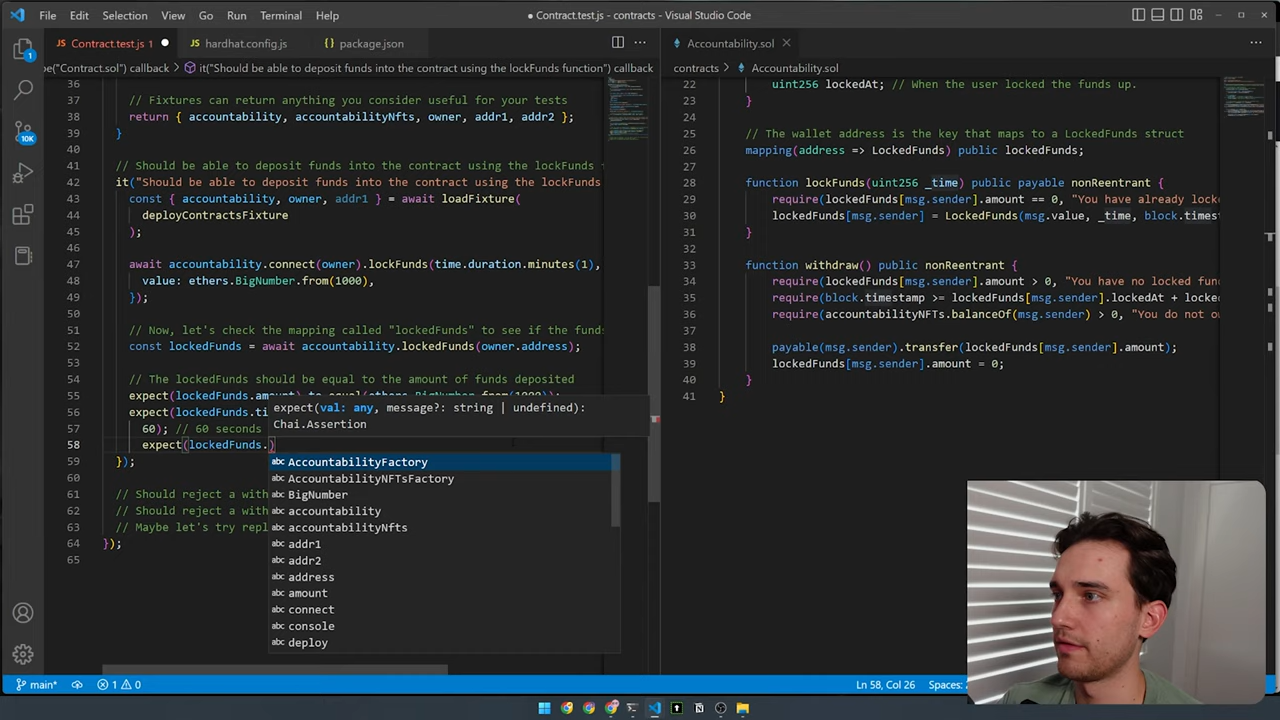 File Edit Selection View Go Run Terminal Help
● Contract.test.js - contracts - Visual Studio Code
JS Contract.test.js 1 ●
JS hardhat.config.js
{} package.json
Accountability.sol
be("Contract.sol") callback > it("Should be able to deposit funds into the contract using the lockFunds function") callback
contracts > Accountability.sol
36
37 // Fixtures can return anything you consider useful for your tests
38 return { accountability, accountabilityNfts, owner, addr1, addr2 };
39 }
40
41 // Should be able to deposit funds into the contract using the lockFunds
42 it("Should be able to deposit funds into the contract using the lockFunds
43 const { accountability, owner, addr1 } = await loadFixture(
44 deployContractsFixture
45 );
46
47 await accountability.connect(owner).lockFunds(time.duration.minutes(1),
48 value: ethers.BigNumber.from(1000),
49 });
50
51 // Now, let's check the mapping called "lockedFunds" to see if the funds
52 const lockedFunds = await accountability.lockedFunds(owner.address);
53
54 // The lockedFunds should be equal to the amount of funds deposited
55 expect(lockedFunds.amount).to.equal(ethers.BigNumber.from(1000));
56 expect(lockedFunds.ti
57 60); // 60 seconds
58 expect(lockedFunds.)
59 });
60
61 // Should reject a with
62 // Should reject a with
63 // Maybe let's try repl
64 });
65
expect(val: any, message?: string | undefined):
Chai.Assertion
abc AccountabilityFactory
abc AccountabilityNFTsFactory
abc BigNumber
abc accountability
abc accountabilityNfts
abc addr1
abc addr2
abc address
abc amount
abc connect
abc console
abc deploy
22 uint256 lockedAt; // When the user locked the funds up.
23 }
24
25 // The wallet address is the key that maps to a LockedFunds struct
26 mapping(address => LockedFunds) public lockedFunds;
27
28 function lockFunds(uint256 _time) public payable nonReentrant {
29 require(lockedFunds[msg.sender].amount == 0, "You have already lock
30 lockedFunds[msg.sender] = LockedFunds(msg.value, _time, block.timest
31 }
32
33 function withdraw() public nonReentrant {
34 require(lockedFunds[msg.sender].amount > 0, "You have no locked fun
35 require(block.timestamp >= lockedFunds[msg.sender].lockedAt + locked
36 require(accountabilityNFTs.balanceOf(msg.sender) > 0, "You do not ow
37
38 payable(msg.sender).transfer(lockedFunds[msg.sender].amount);
39 lockedFunds[msg.sender].amount = 0;
40 }
41 }
1
10K
main* 1 0
Ln 58, Col 26 Spaces: